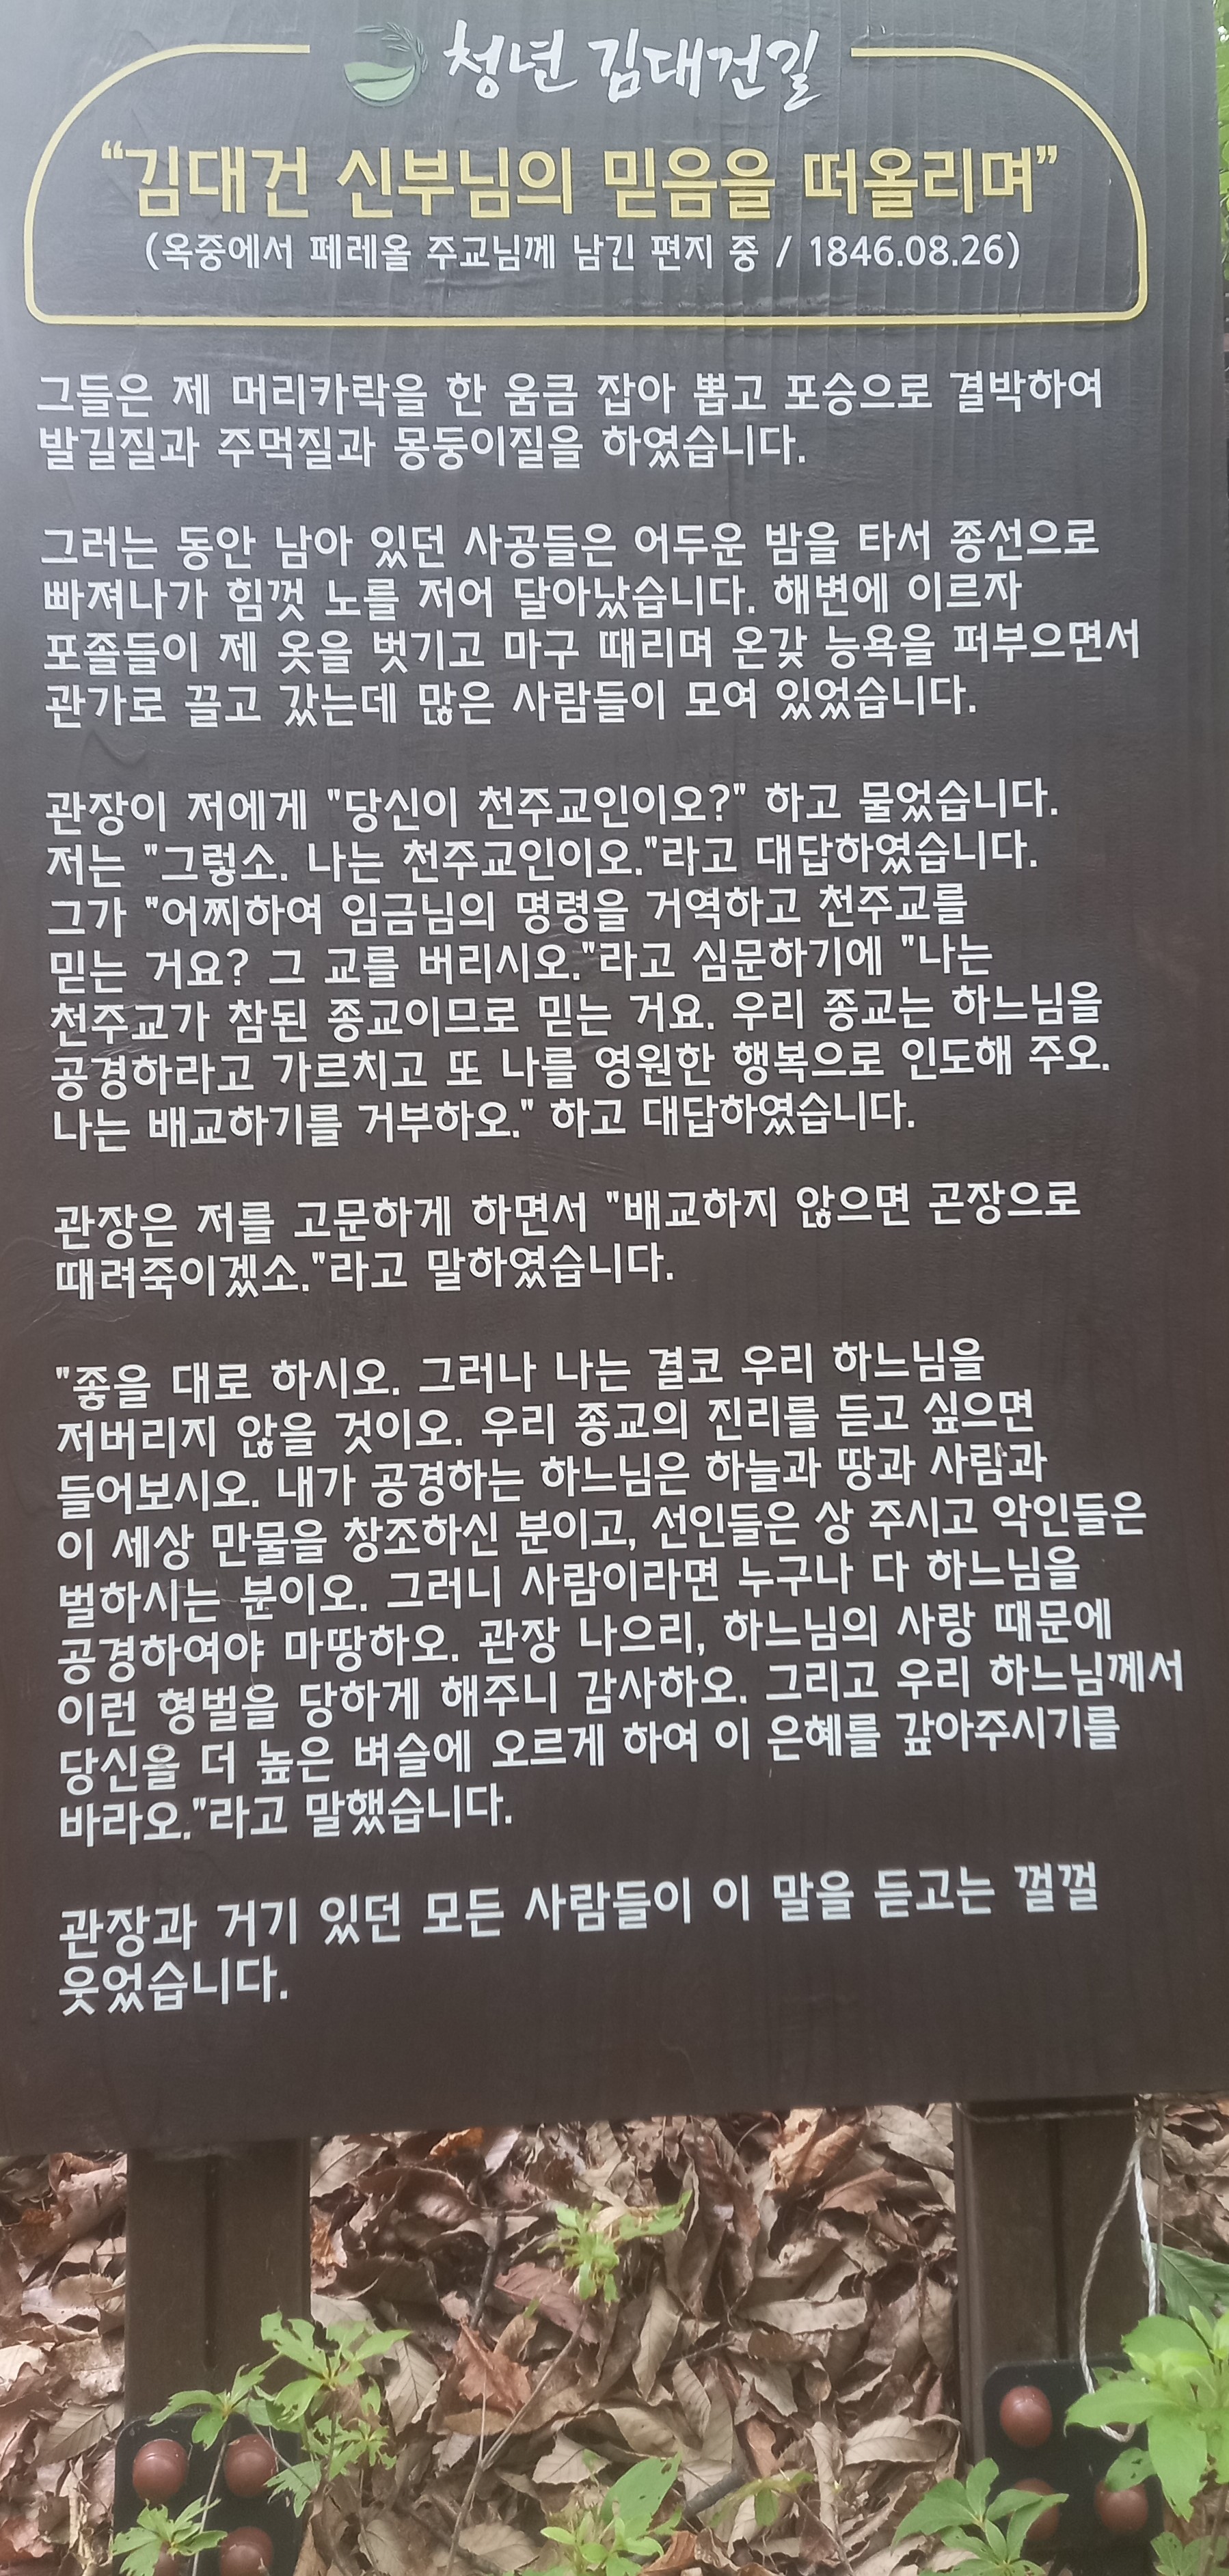 청년 김대건길
“김대건 신부님의 믿음을 떠올리며”
(옥중에서 페레올 주교님께 남긴 편지 중 / 1846.08.26)
그들은 제 머리카락을 한 움큼 잡아 뽑고 포승으로 결박하여
발길질과 주먹질과 몽둥이질을 하였습니다.
그러는 동안 남아 있던 사공들은 어두운 밤을 타서 종선으로
빠져나가 힘껏 노를 저어 달아났습니다. 해변에 이르자
포졸들이 제 옷을 벗기고 마구 때리며 온갖 능욕을 퍼부으면서
관가로 끌고 갔는데 많은 사람들이 모여 있었습니다.
관장이 저에게 "당신이 천주교인이오?" 하고 물었습니다.
저는 "그렇소. 나는 천주교인이오."라고 대답하였습니다.
그가 "어찌하여 임금님의 명령을 거역하고 천주교를
믿는 거요? 그 교를 버리시오."라고 심문하기에 "나는
천주교가 참된 종교이므로 믿는 거요. 우리 종교는 하느님을
공경하라고 가르치고 또 나를 영원한 행복으로 인도해 주오.
나는 배교하기를 거부하오." 하고 대답하였습니다.
관장은 저를 고문하게 하면서 "배교하지 않으면 곤장으로
때려죽이겠소."라고 말하였습니다.
"좋을 대로 하시오. 그러나 나는 결코 우리 하느님을
저버리지 않을 것이오. 우리 종교의 진리를 듣고 싶으면
들어보시오. 내가 공경하는 하느님은 하늘과 땅과 사람과
이 세상 만물을 창조하신 분이고, 선인들은 상 주시고 악인들은
벌하시는 분이오. 그러니 사람이라면 누구나 다 하느님을
공경하여야 마땅하오. 관장 나으리, 하느님의 사랑 때문에
이런 형벌을 당하게 해주니 감사하오. 그리고 우리 하느님께서
당신을 더 높은 벼슬에 오르게 하여 이 은혜를 갚아주시기를
바라오."라고 말했습니다.
관장과 거기 있던 모든 사람들이 이 말을 듣고는 껄껄
웃었습니다.